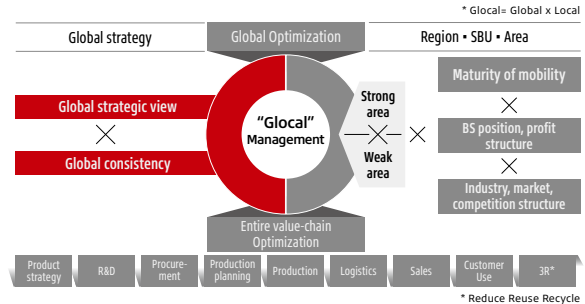 * Glocal= Global x Local
Global strategy
Global Optimization
Region ▪ SBU ▪ Area
Global strategic view
Global consistency
“Glocal”
Management
Strong
area
Weak
area
Maturity of mobility
BS position, profit
structure
Industry, market,
competition structure
Entire value-chain
Optimization
Product
strategy
R&D
Procure-
ment
Production
planning
Production
Logistics
Sales
Customer
Use
3R*
* Reduce Reuse Recycle